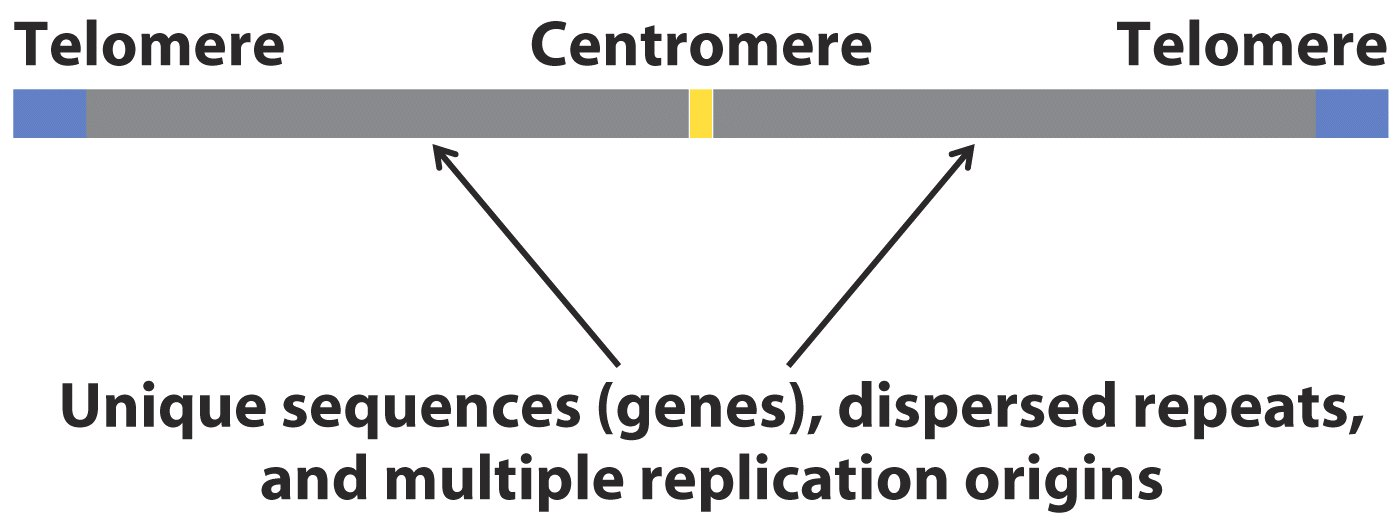 Telomere Centromere Telomere
Unique sequences (genes), dispersed repeats,
and multiple replication origins